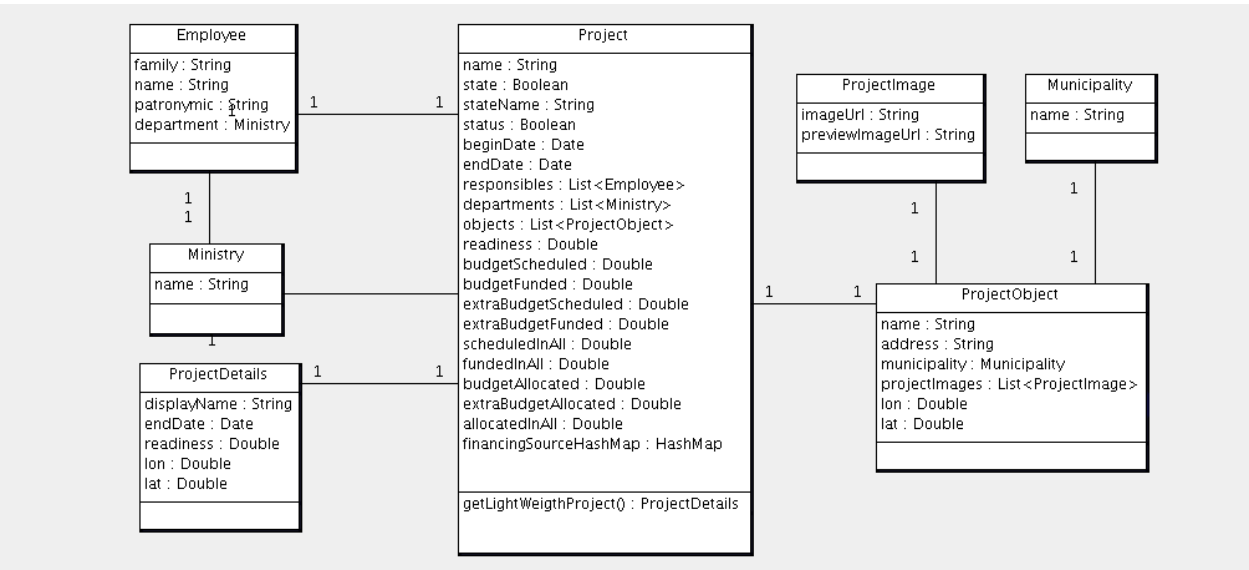 Employee
family : String
name : String
patronymic : String
1
department : Ministry
1
1
1
1
Ministry
name : String
1
ProjectDetails
displayName : String
endDate : Date
readiness : Double
lon : Double
lat : Double
1
1
Project
name : String
state : Boolean
stateName : String
status : Boolean
beginDate : Date
endDate : Date
responsibles : List<Employee>
departments : List<Ministry>
objects : List<ProjectObject>
readiness : Double
budgetScheduled : Double
budgetFunded : Double
extraBudgetScheduled : Double
extraBudgetFunded : Double
scheduledInAll : Double
fundedInAll : Double
budgetAllocated : Double
extraBudgetAllocated : Double
allocatedInAll : Double
financingSourceHashMap : HashMap
getLightWeigthProject() : ProjectDetails
1
1
ProjectImage
imageUrl : String
previewImageUrl : String
1
1
Municipality
name : String
1
1
ProjectObject
name : String
address : String
municipality : Municipality
projectImages : List<ProjectImage>
lon : Double
lat : Double